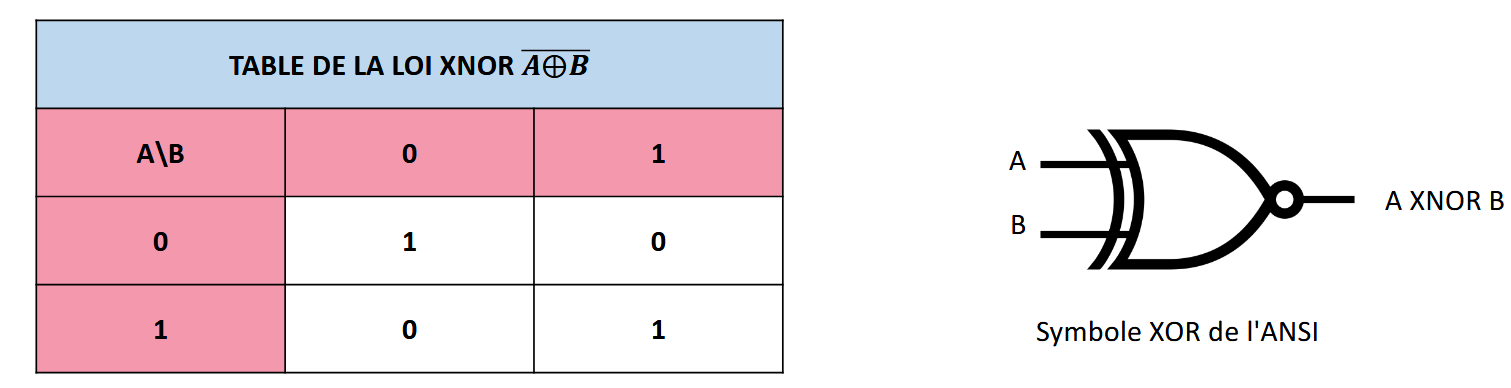 TABLE DE LA LOI XNOR $\overline{A \oplus B}$
A\B 0 1
0 1 0
1 0 1
A
B
A XNOR B
Symbole XOR de l'ANSI